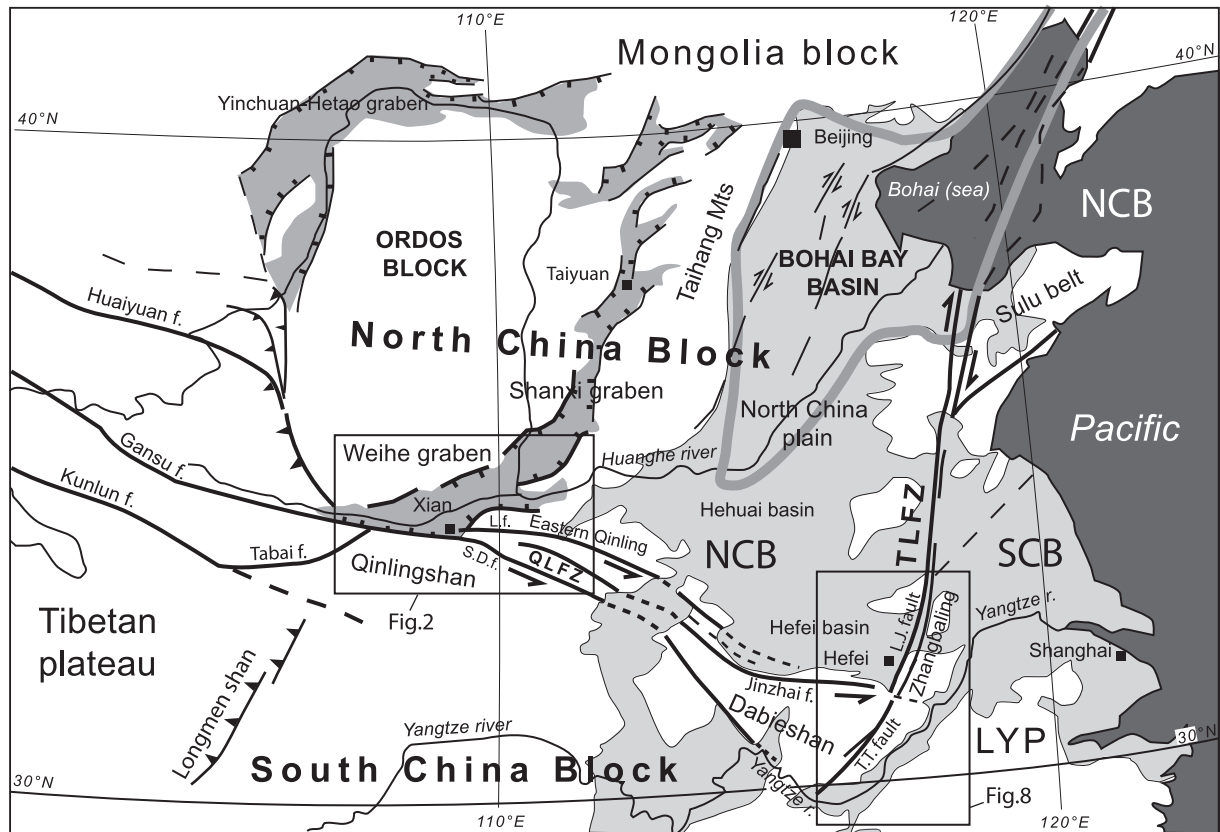 110°E
120°E
Mongolia block
40°N
Yinchuan-Hetao graben
40°N
Beijing
Bohai (sea)
NCB
Taihang Mts
ORDOS
BLOCK
BOHAI BAY
BASIN
Taiyuan
Sulu belt
Huaiyuan f.
North China Block
Shanxi graben
North China
plain
Pacific
Gansu f.
Weihe graben
Huanghe river
Kunlun f.
Xian
Hehuai basin
TLFZ
L.f.
Eastern Qinling
NCB
SCB
Tabai f.
S.D.f.
QLFZ
Qinlingshan
Yangtze r.
Fig.2
Tibetan
plateau
Hefei basin
L.J. fault
Zhangbaling
Shanghai
Hefei
Jinzhai f.
Longmen shan
Dabieshan
Yangtze river
T.T. fault
LYP
30°N
South China Block
Yangtze r.
30°N
Fig.8
110°E
120°E